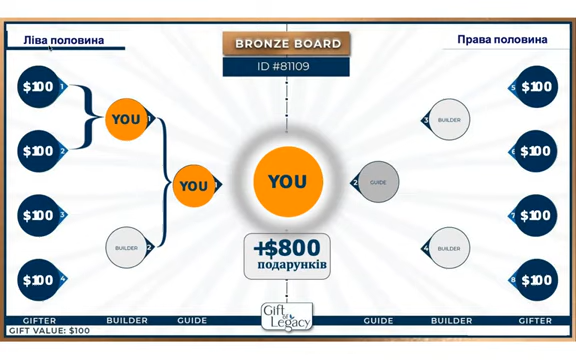 Ліва половина
BRONZE BOARD
Права половина
ID #81109
$100
1
YOU
1
3
BUILDER
5
$100
$100
2
6
$100
YOU
1
YOU
2
GUIDE
$100
3
7
$100
BUILDER
2
+$800
подарунків
4
BUILDER
$100
4
8
$100
Gift of Legacy
GIFTER
BUILDER
GUIDE
GUIDE
BUILDER
GIFTER
GIFT VALUE: $100